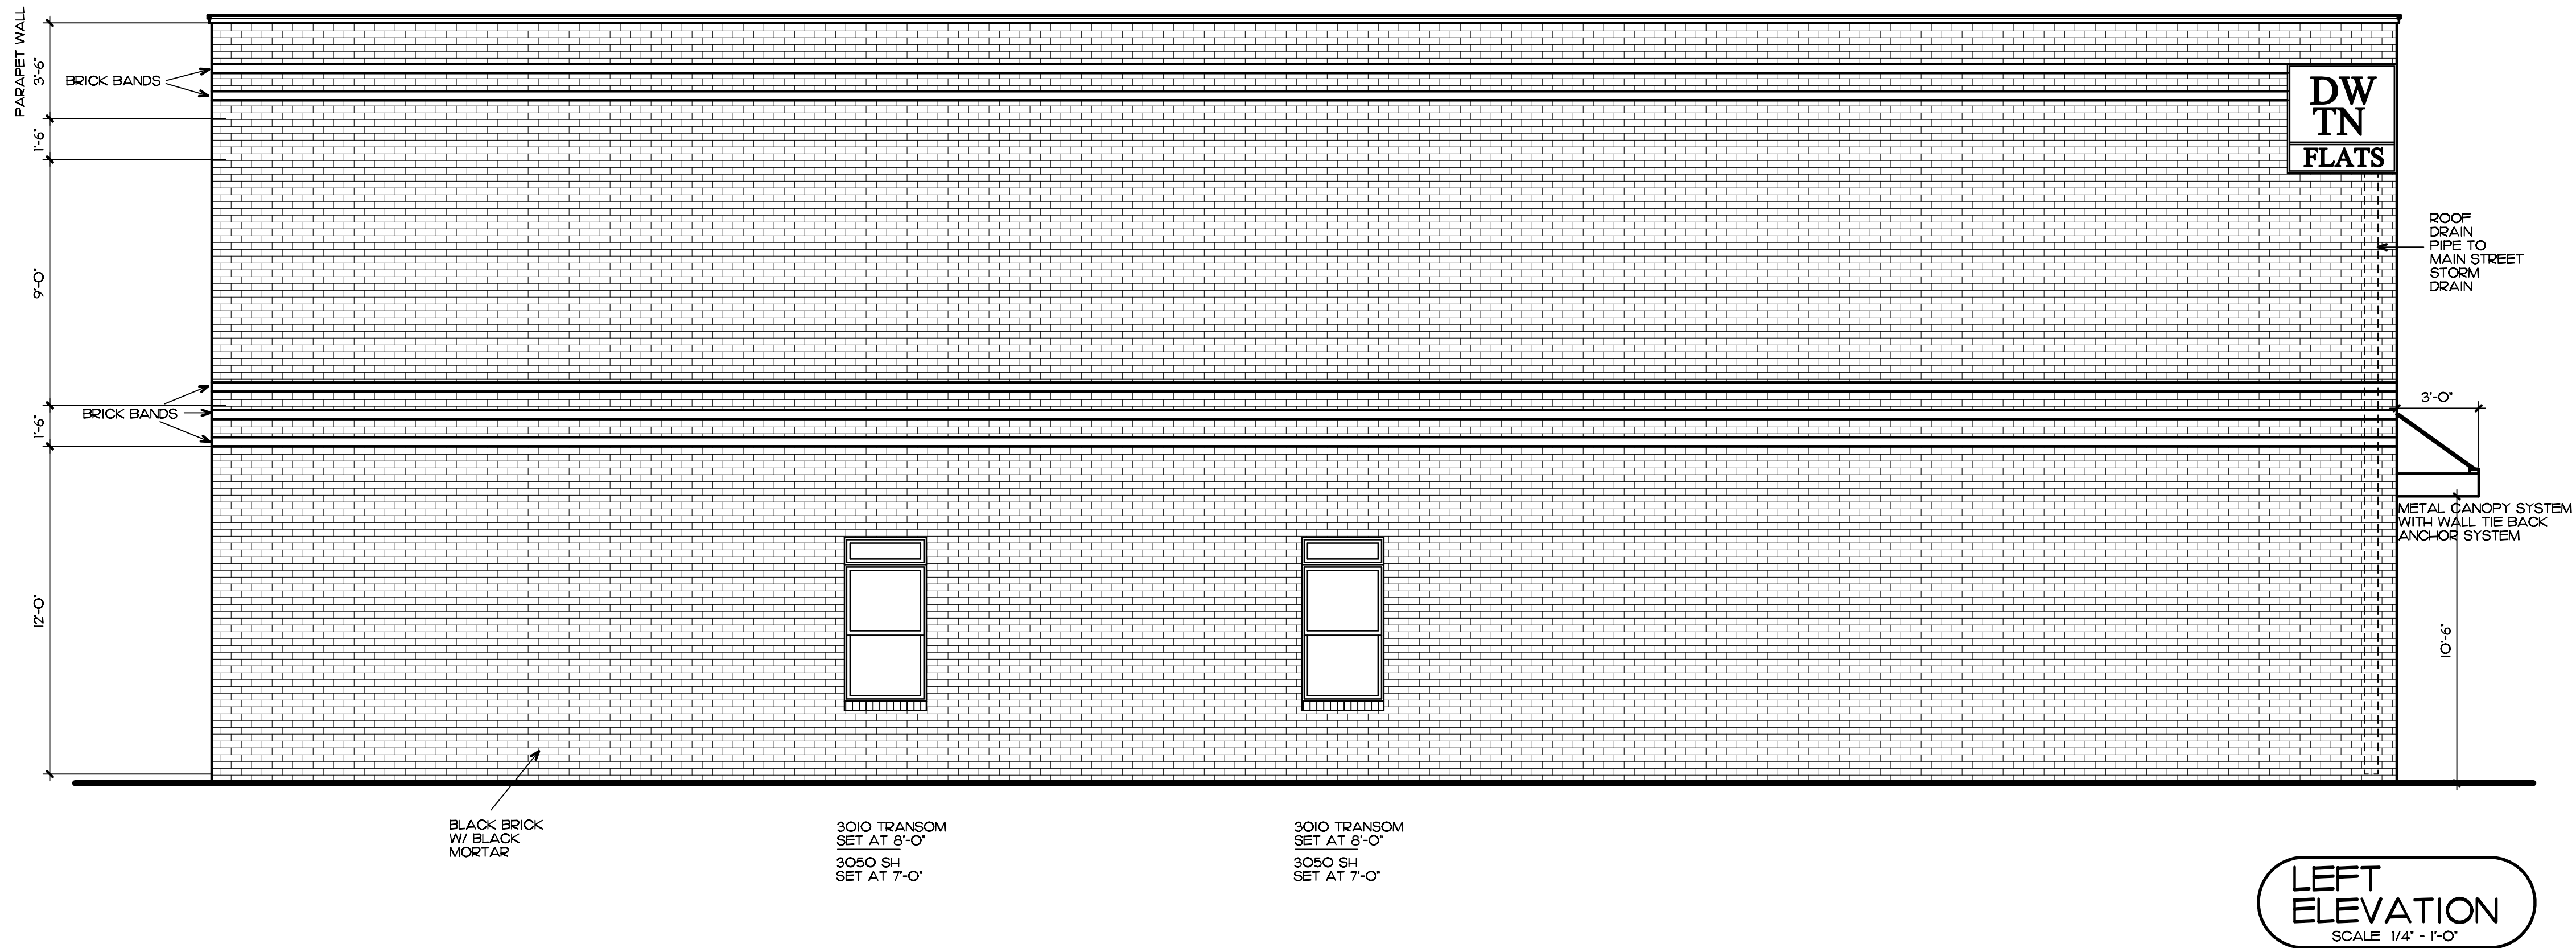 PARAPET WALL
3'-6"
BRICK BANDS
1'-6"
9'-0"
BRICK BANDS
1'-6"
12'-0"
DW
TN
FLATS
ROOF
DRAIN
PIPE TO
MAIN STREET
STORM
DRAIN
3'-0"
METAL CANOPY SYSTEM
WITH WALL TIE BACK
ANCHOR SYSTEM
10'-6"
BLACK BRICK
W/ BLACK
MORTAR
3010 TRANSOM
SET AT 8'-0"
3050 SH
SET AT 7'-0"
3010 TRANSOM
SET AT 8'-0"
3050 SH
SET AT 7'-0"
LEFT
ELEVATION
SCALE 1/4" - 1'-0"